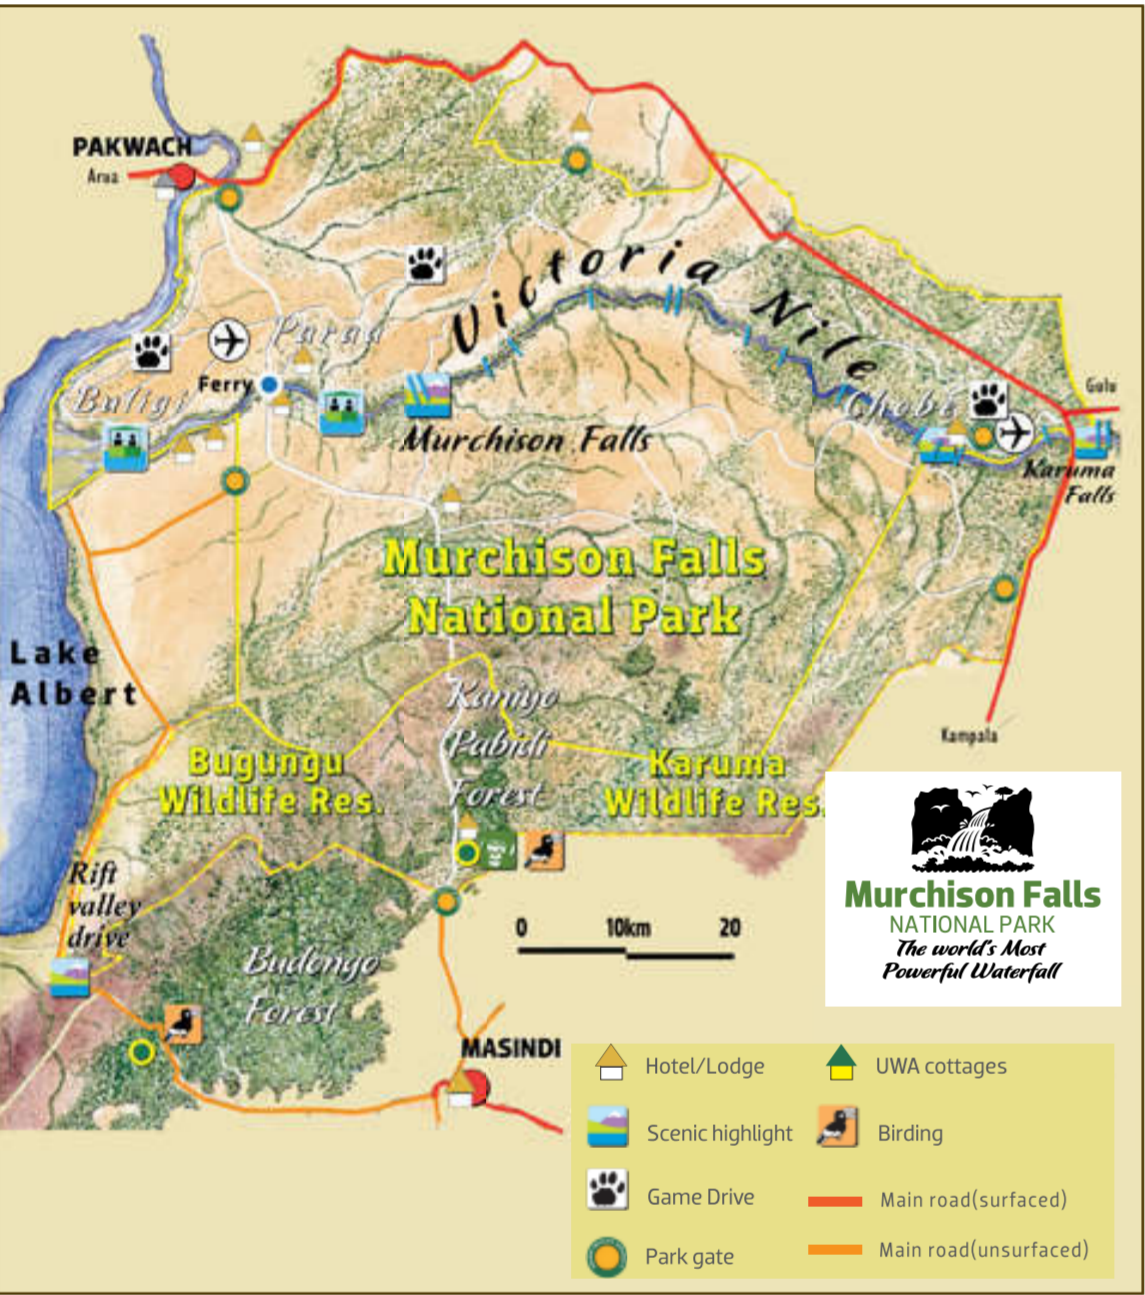 PAKWACH
Arua
Victoria Nile
Paraa
Ferry
Buligi
Chobe
Gulu
Murchison Falls
Karuma
Falls
Murchison Falls
National Park
Lake
Albert
Kaniyo
Pabidi
Forest
Kampala
Bugungu
Wildlife Res.
Karuma
Wildlife Res.
Rift
valley
drive
Budongo
Forest
0 10km 20
MASINDI
Murchison Falls
NATIONAL PARK
The world's Most
Powerful Waterfall
Hotel/Lodge
UWA cottages
Scenic highlight
Birding
Game Drive
Main road(surfaced)
Park gate
Main road(unsurfaced)